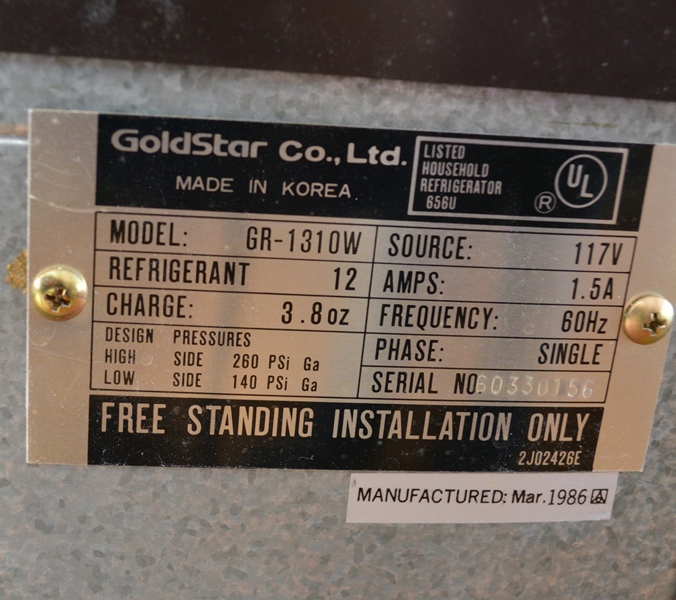 GoldStar Co., Ltd.
MADE IN KOREA
LISTED
HOUSEHOLD
REFRIGERATOR
656U
® UL
MODEL: GR-1310W
REFRIGERANT 12
CHARGE: 3.8oz
DESIGN PRESSURES
HIGH SIDE 260 PSi Ga
LOW SIDE 140 PSi Ga
SOURCE: 117V
AMPS: 1.5A
FREQUENCY: 60Hz
PHASE: SINGLE
SERIAL NO. 60330156
FREE STANDING INSTALLATION ONLY
2J02426E
MANUFACTURED: Mar. 1986